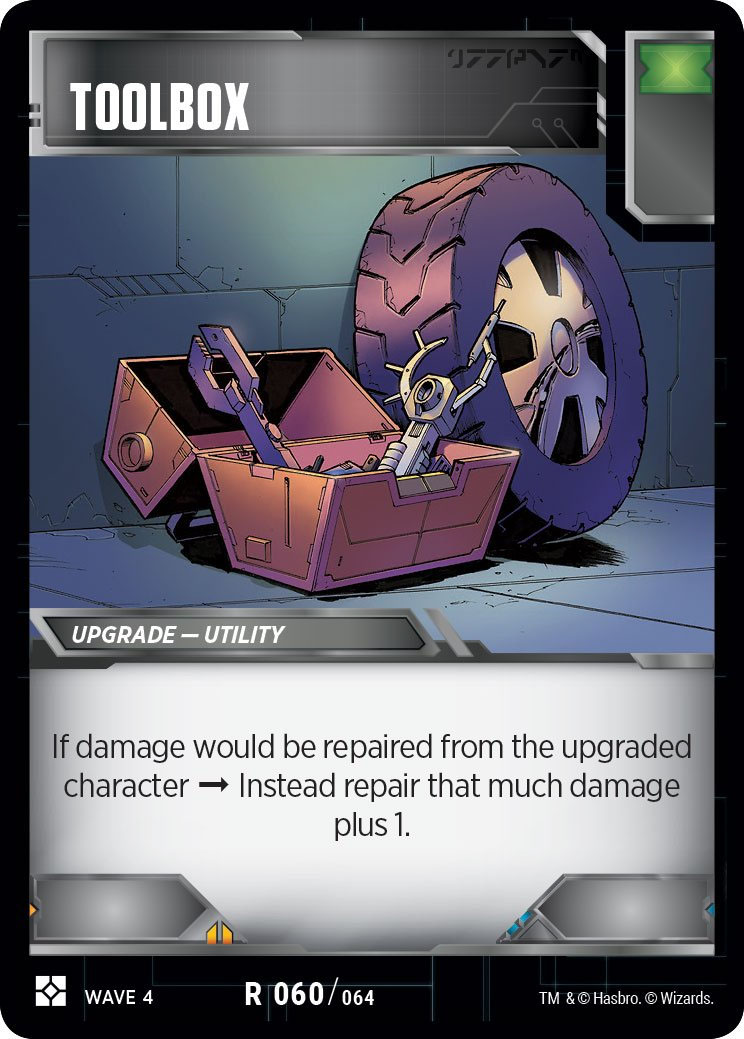 TOOLBOX
UPGRADE — UTILITY
If damage would be repaired from the upgraded
character → Instead repair that much damage
plus 1.
WAVE 4
R 060/064
TM & © Hasbro. © Wizards.